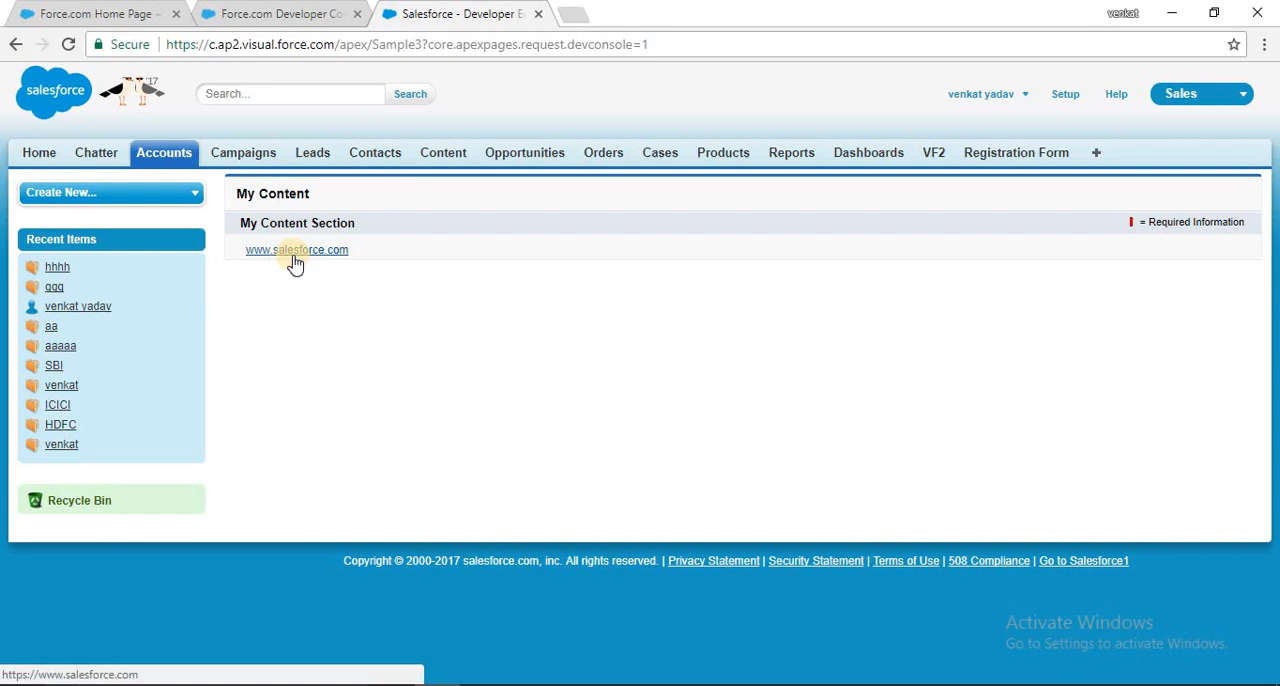 Force.com Home Page -
Force.com Developer Co
Salesforce - Developer E
venkat
Secure
https://c.ap2.visual.force.com/apex/Sample3?core.apexpages.request.devconsole=1
salesforce
'17
Search...
Search
venkat yadav
Setup
Help
Sales
Home
Chatter
Accounts
Campaigns
Leads
Contacts
Content
Opportunities
Orders
Cases
Products
Reports
Dashboards
VF2
Registration Form
Create New...
Recent Items
hhhh
ggg
venkat yadav
aa
aaaaa
SBI
venkat
ICICI
HDFC
venkat
Recycle Bin
My Content
My Content Section
= Required Information
www.salesforce.com
Copyright © 2000-2017 salesforce.com, inc. All rights reserved. | Privacy Statement | Security Statement | Terms of Use | 508 Compliance | Go to Salesforce1
Activate Windows
Go to Settings to activate Windows.
https://www.salesforce.com